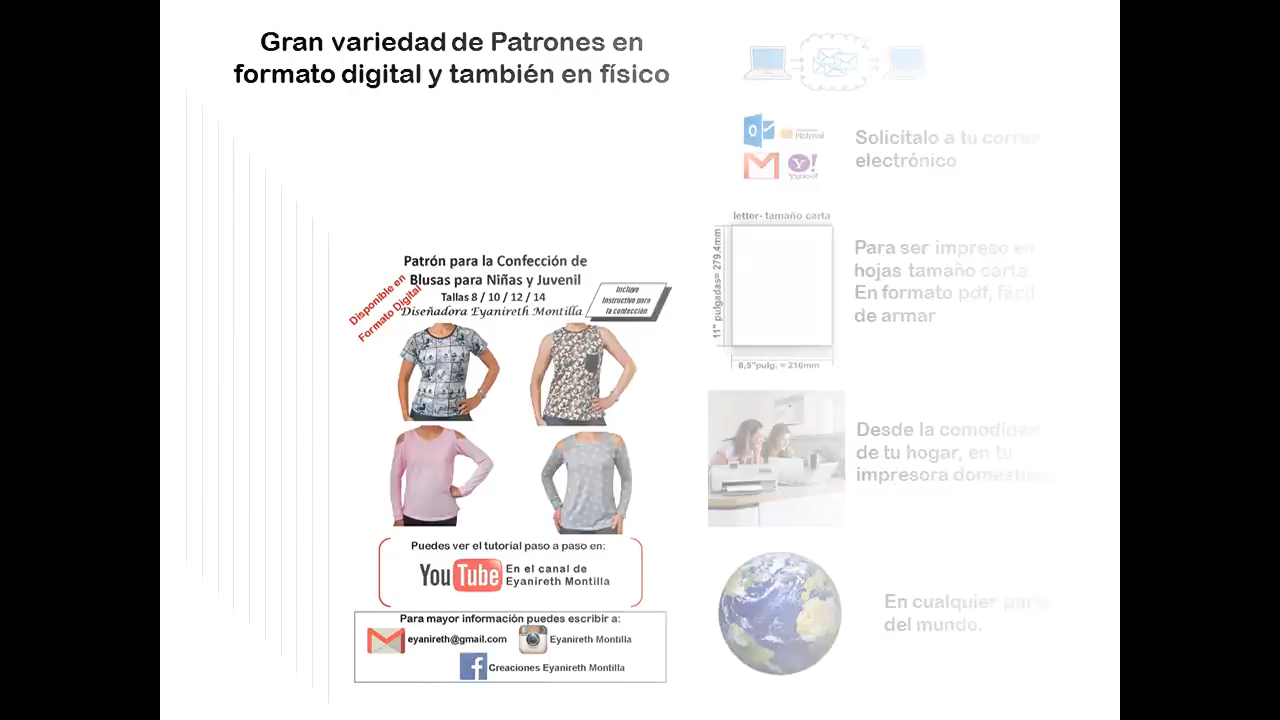 Gran variedad de Patrones en
formato digital y también en físico
Patrón para la Confección de
Blusas para Niñas y Juvenil
Tallas 8 / 10 / 12 / 14
Diseñadora Eyanireth Montilla
Disponible en
Formato Digital
Incluye
Instructivo para
la confección
Puedes ver el tutorial paso a paso en:
YouTube
En el canal de
Eyanireth Montilla
Para mayor información puedes escribir a:
eyanireth@gmail.com
Eyanireth Montilla
Creaciones Eyanireth Montilla
Hotmail
Yahoo!
Solicítalo a tu correo
electrónico
letter- tamaño carta
11" pulgadas= 279.4mm
8,5"pulg. = 216mm
Para ser impreso en
hojas tamaño carta.
En formato pdf, fácil
de armar
Desde la comodidad
de tu hogar, en tu
impresora domestica.
En cualquier parte
del mundo.